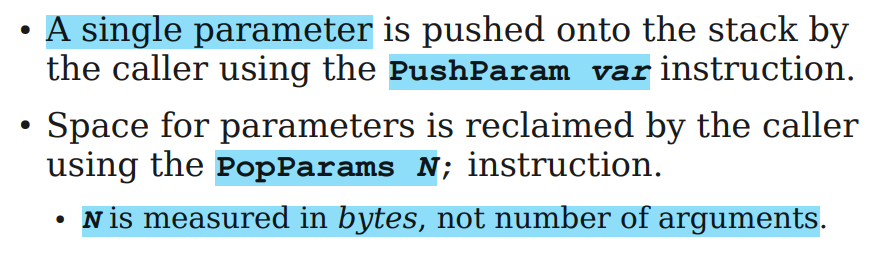 • A single parameter is pushed onto the stack by
the caller using the PushParam var instruction.
• Space for parameters is reclaimed by the caller
using the PopParams N; instruction.
• N is measured in bytes, not number of arguments.